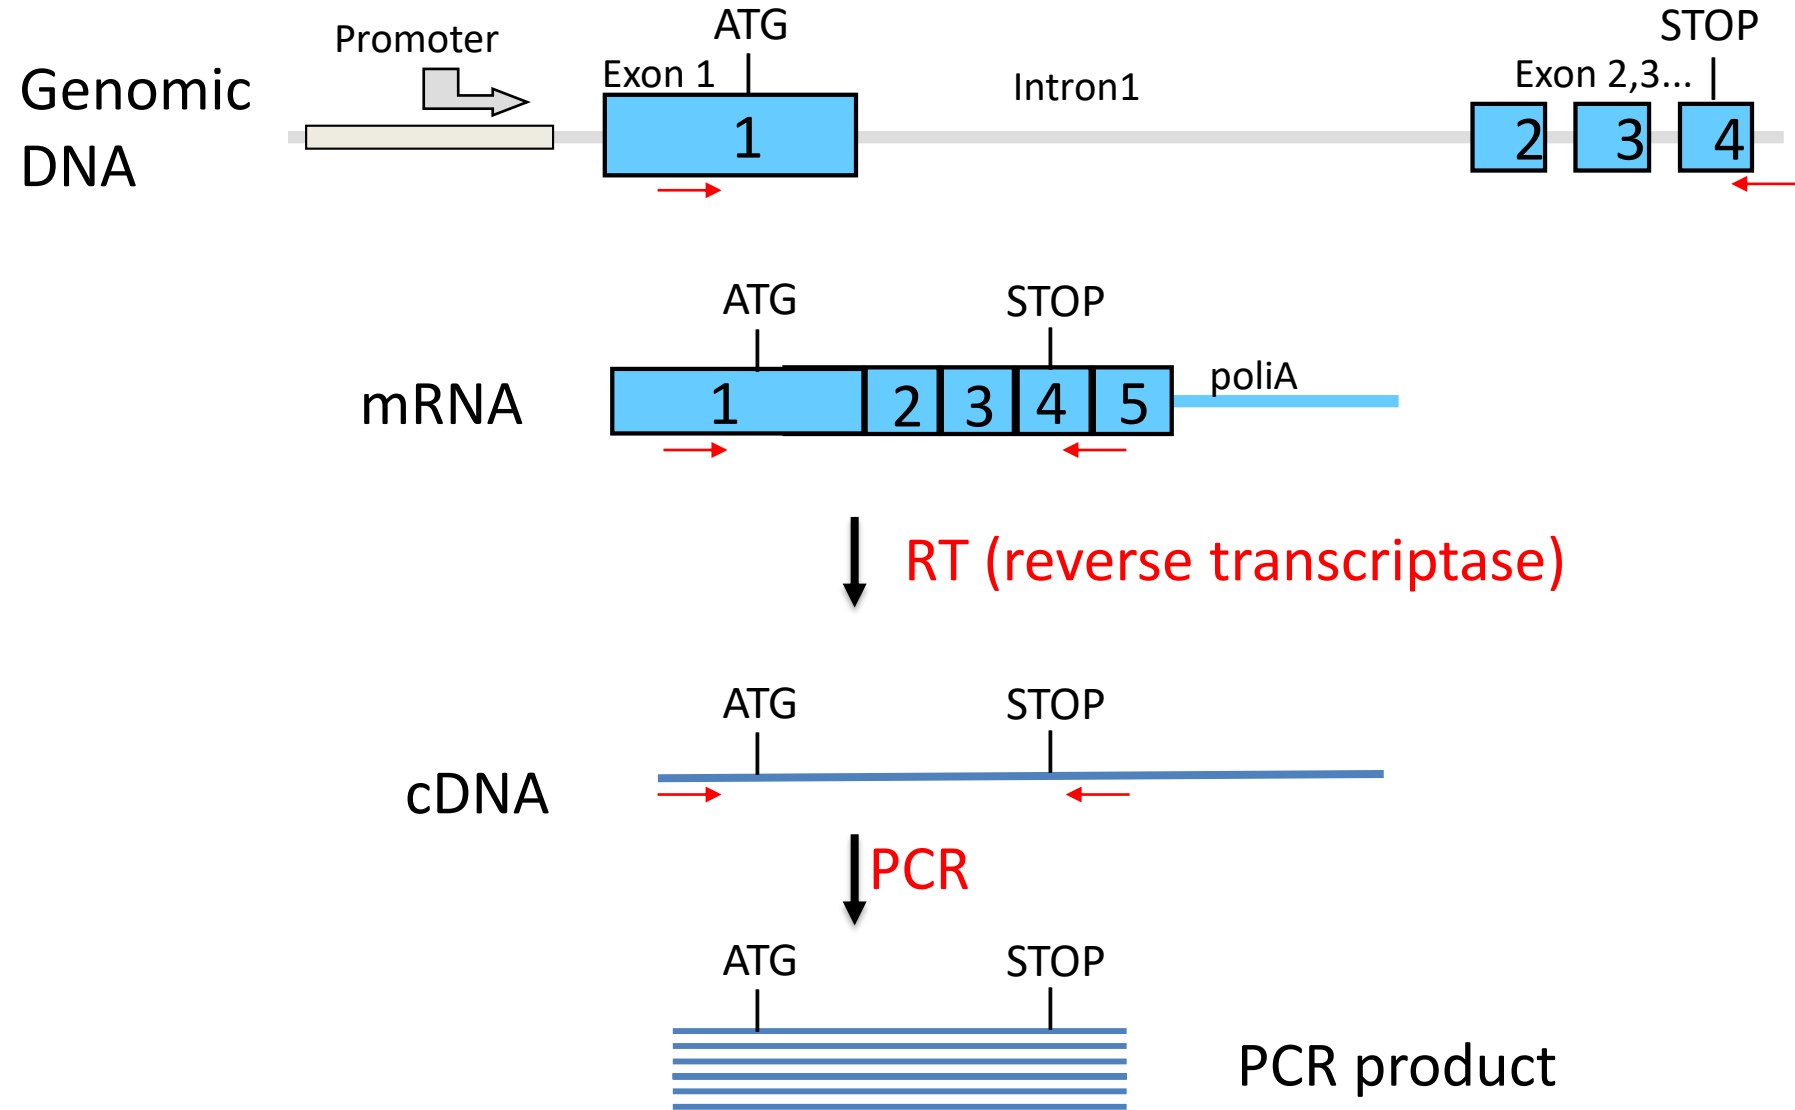 Genomic
DNA
Promoter
Exon 1
ATG
Intron1
Exon 2,3...
STOP
1
2
3
4
mRNA
ATG
STOP
1
2
3
4
5
poliA
RT (reverse transcriptase)
cDNA
ATG
STOP
PCR
ATG
STOP
PCR product